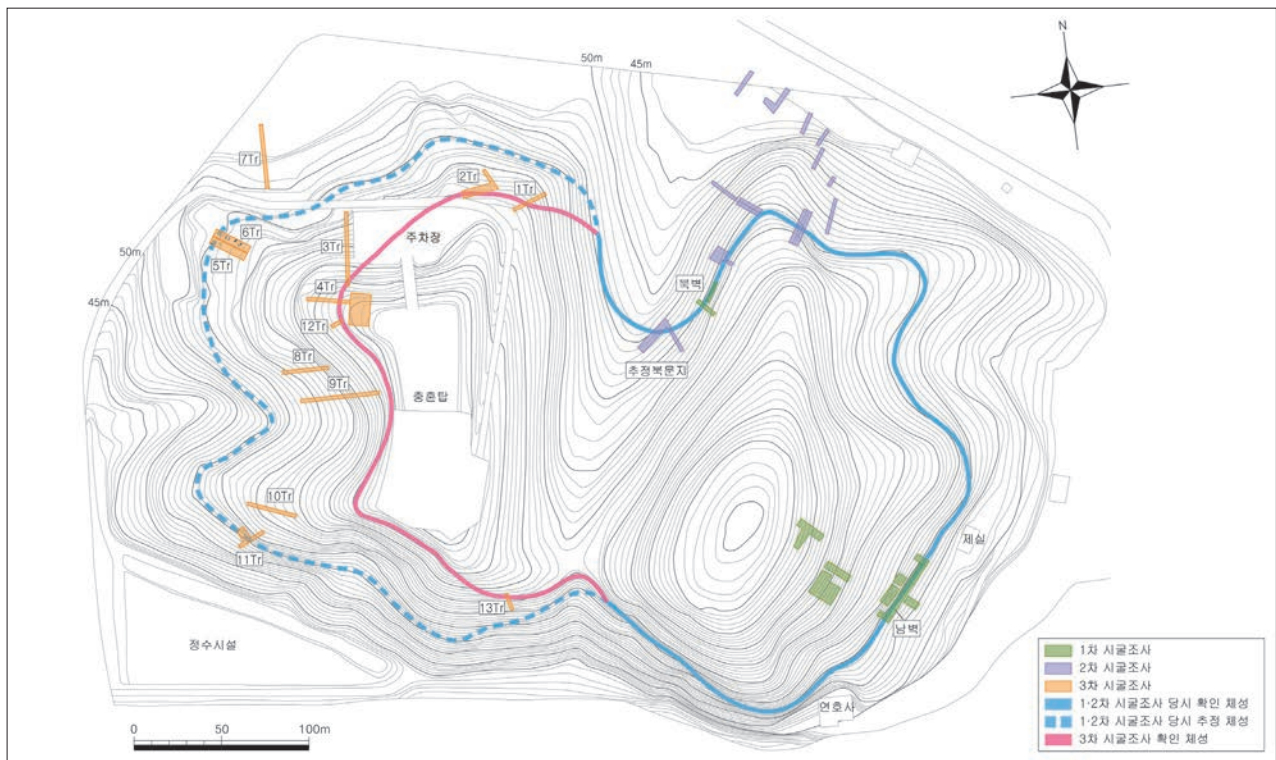 N
50m
45m
7Tr
2Tr
1Tr
6Tr
주차장
3Tr
50m
5Tr
4Tr
북벽
45m
12Tr
8Tr
추정북문지
9Tr
충혼탑
10Tr
11Tr
제실
13Tr
남벽
정수시설
연호사
0 50 100m
1차 시굴조사
2차 시굴조사
3차 시굴조사
1·2차 시굴조사 당시 확인 체성
1·2차 시굴조사 당시 추정 체성
3차 시굴조사 확인 체성